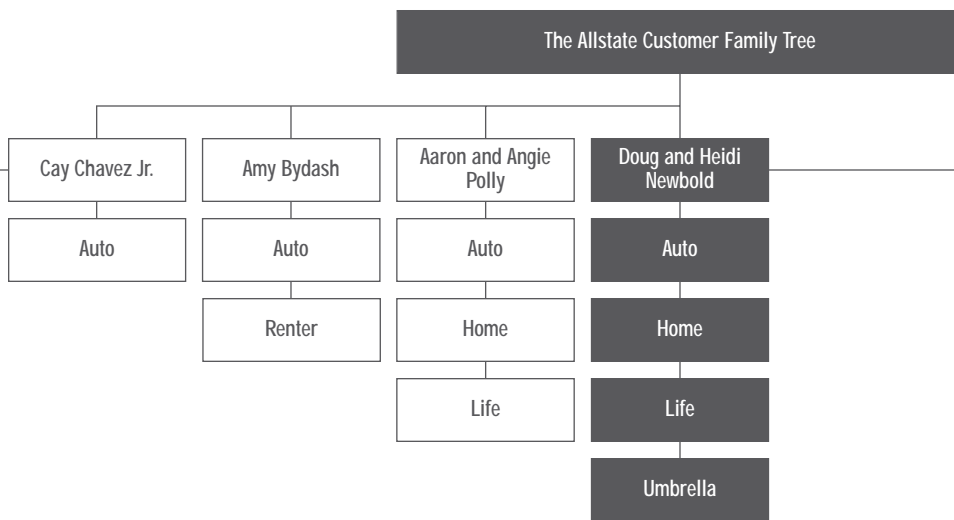 The Allstate Customer Family Tree
Cay Chavez Jr.
Amy Bydash
Aaron and Angie
Polly
Doug and Heidi
Newbold
Auto
Auto
Auto
Auto
Renter
Home
Home
Life
Life
Umbrella